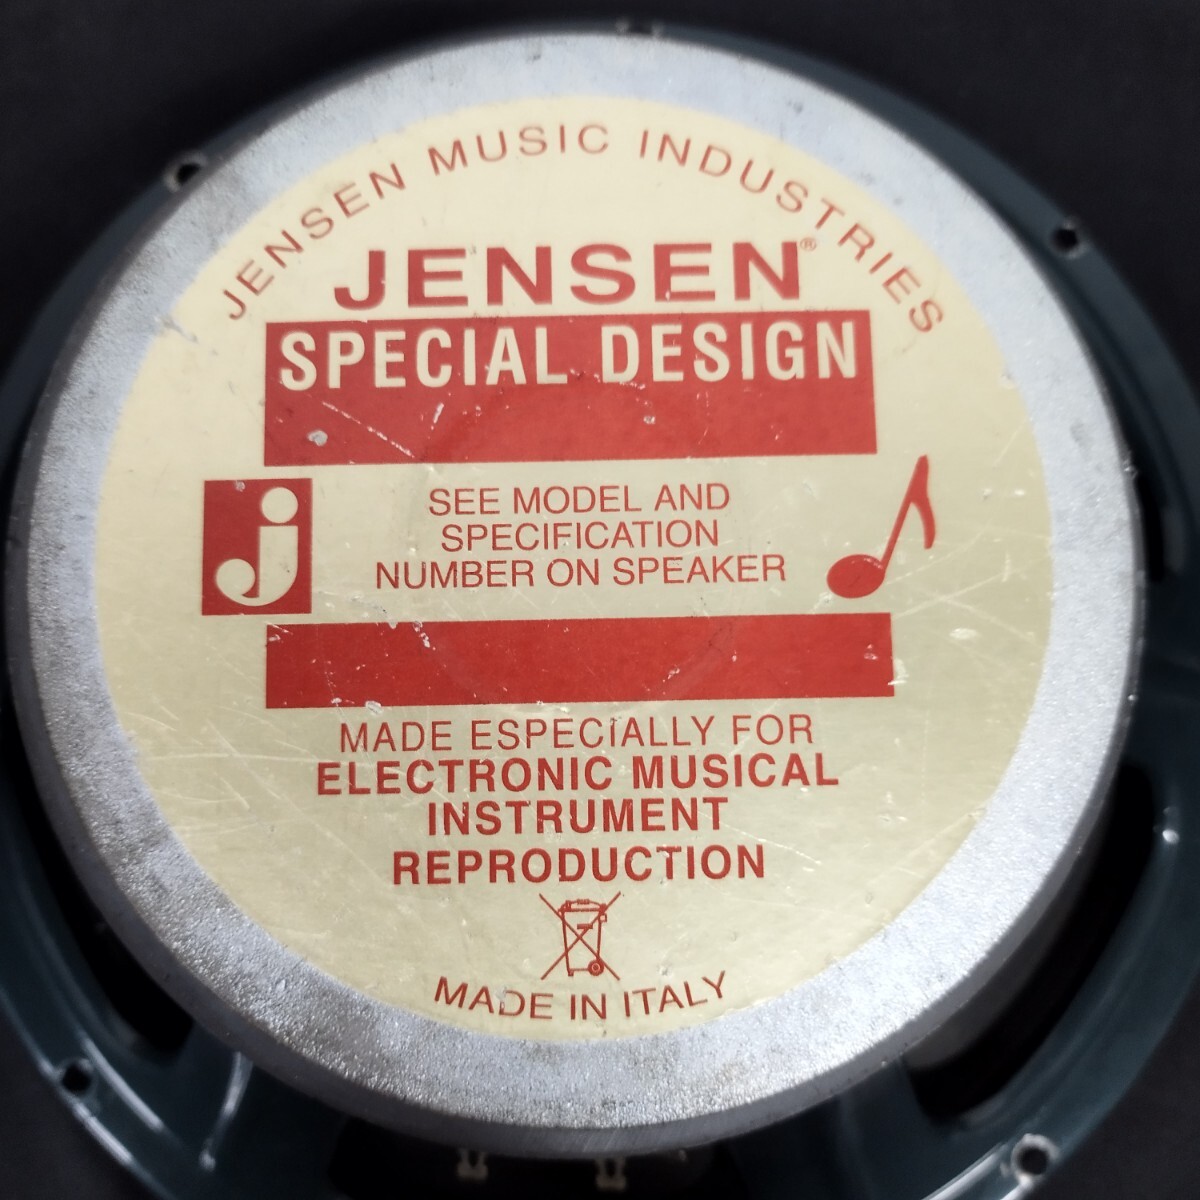 JENSEN MUSIC INDUSTRIES
JENSEN®
SPECIAL DESIGN
j
SEE MODEL AND
SPECIFICATION
NUMBER ON SPEAKER
MADE ESPECIALLY FOR
ELECTRONIC MUSICAL
INSTRUMENT
REPRODUCTION
MADE IN ITALY